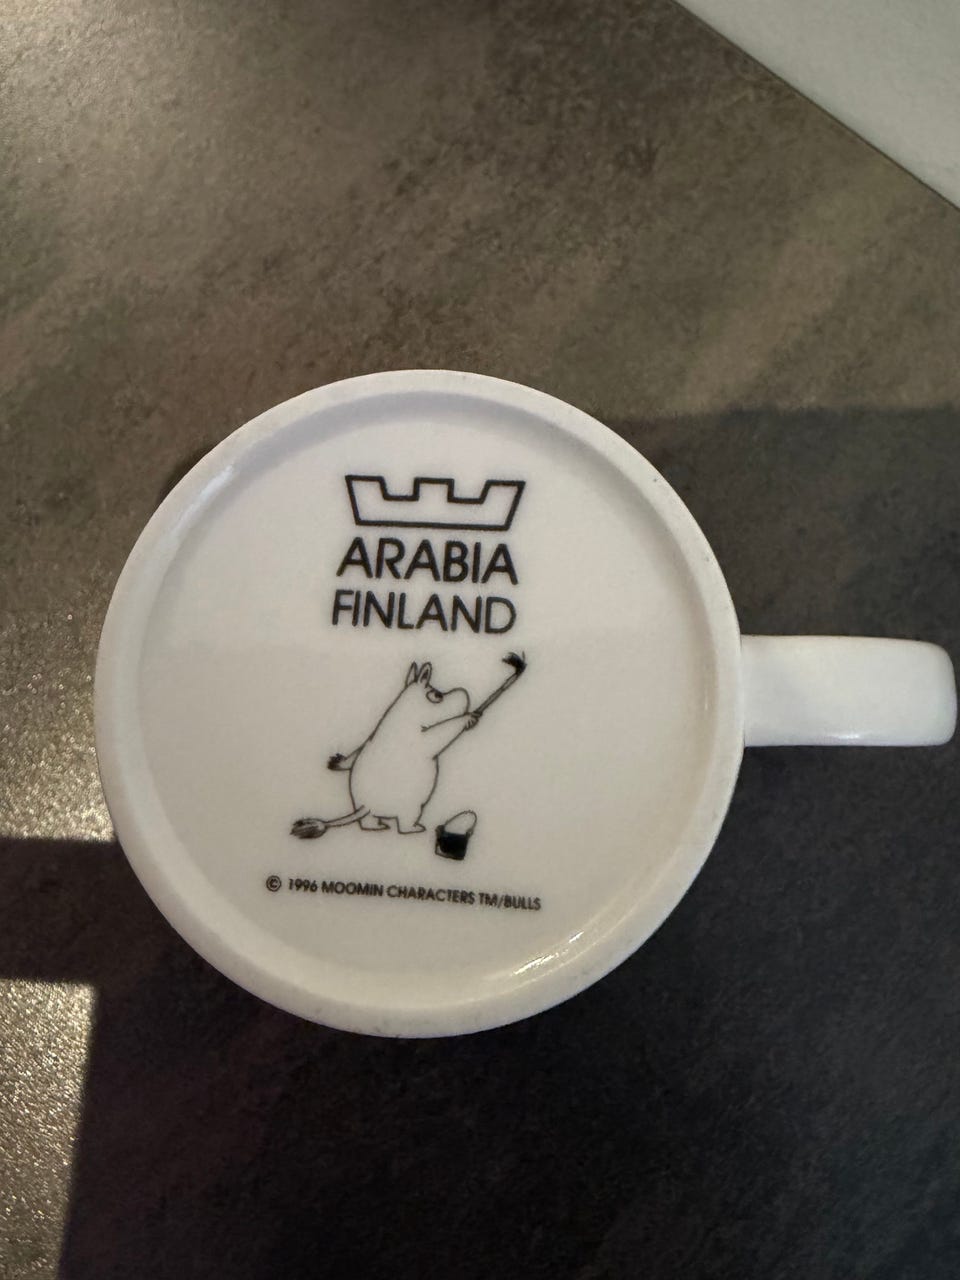 ARABIA
FINLAND
© 1996 MOOMIN CHARACTERS TM/BULLS